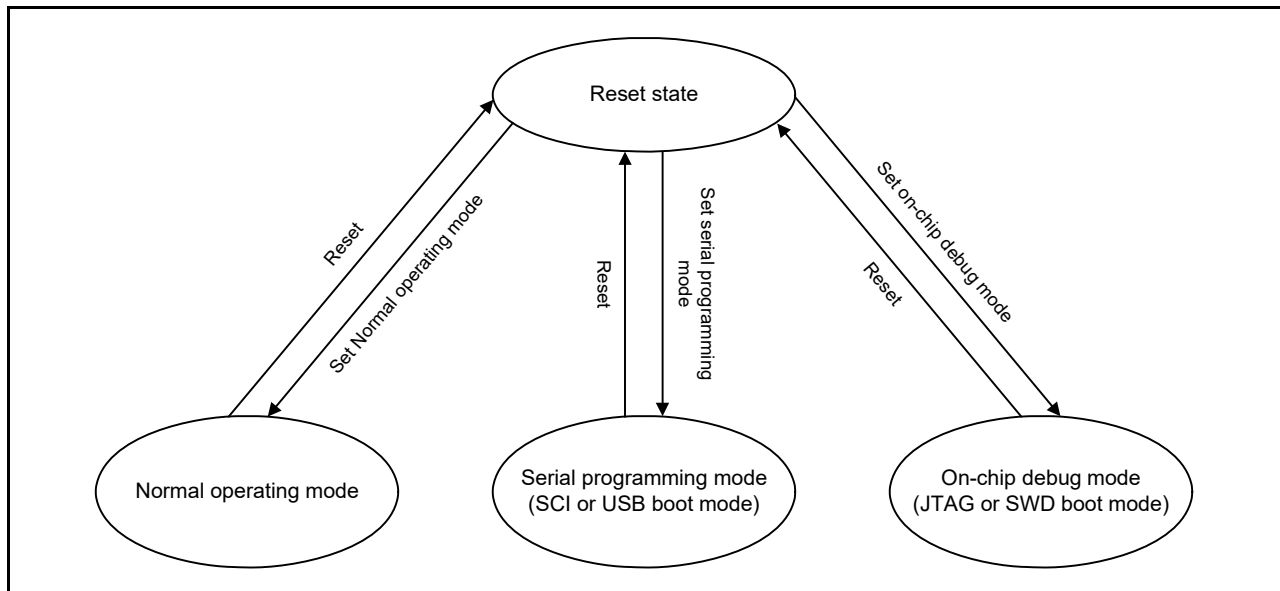 Reset state
Reset
Set Normal operating mode
Reset
Set serial programming
mode
Set on-chip debug mode
Reset
Normal operating mode
Serial programming mode
(SCI or USB boot mode)
On-chip debug mode
(JTAG or SWD boot mode)